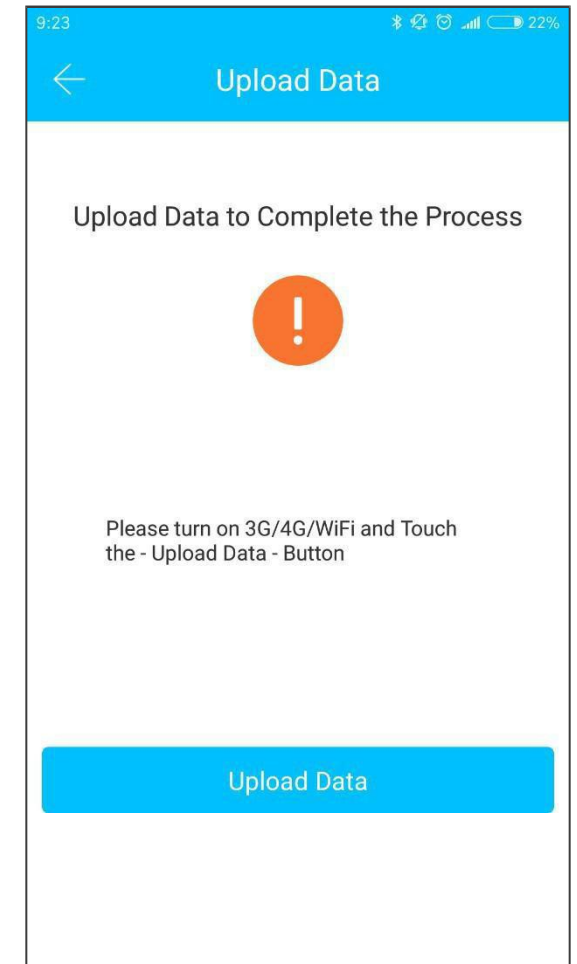 9:23
22%
Upload Data
Upload Data to Complete the Process
!
Please turn on 3G/4G/WiFi and Touch
the - Upload Data - Button
Upload Data